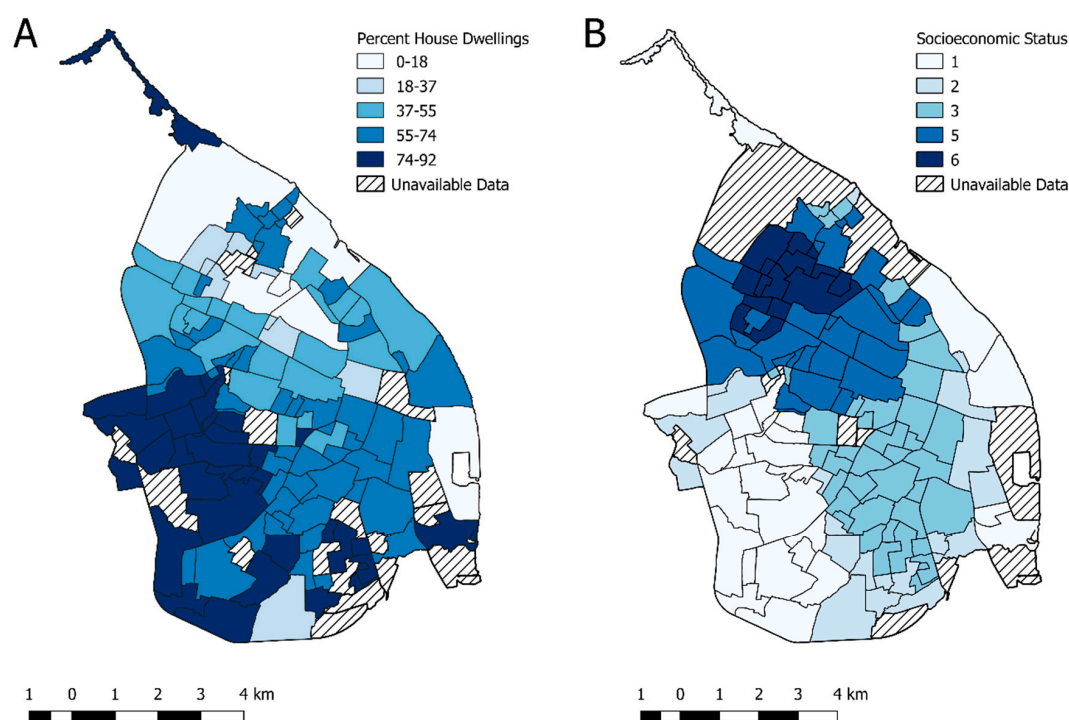 A
Percent House Dwellings
0-18
18-37
37-55
55-74
74-92
Unavailable Data
1 0 1 2 3 4 km
B
Socioeconomic Status
1
2
3
5
6
Unavailable Data
1 0 1 2 3 4 km